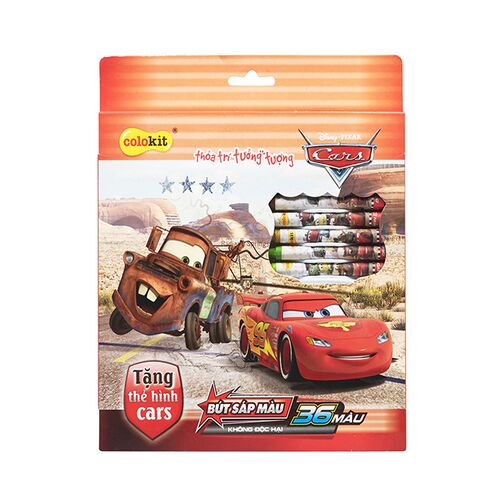 colokit®
thỏa trí tưởng tượng
Disney·PIXAR
Cars
95
Tặng
thẻ hình
cars
BÚT SÁP MÀU
36 MÀU
KHÔNG ĐỘC HẠI